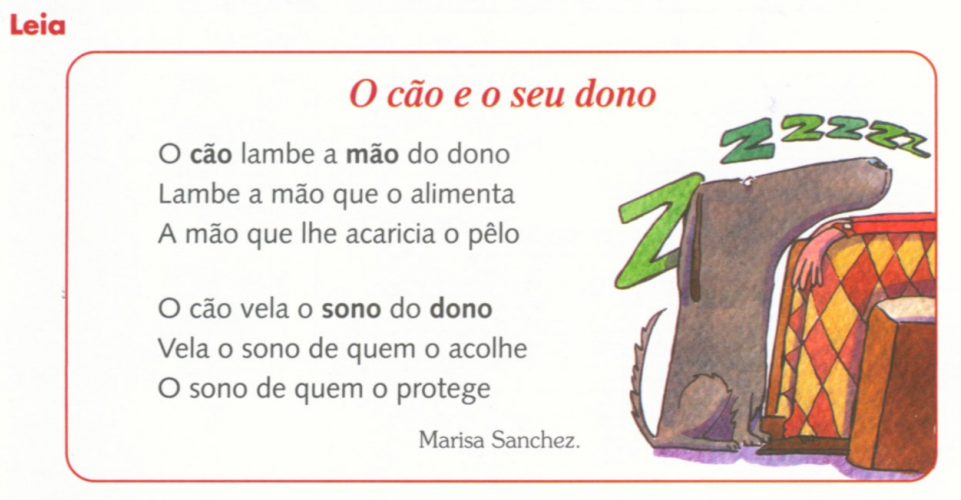 Leia
O cão e o seu dono
O cão lambe a mão do dono
Lambe a mão que o alimenta
A mão que lhe acaricia o pêlo
O cão vela o sono do dono
Vela o sono de quem o acolhe
O sono de quem o protege
Marisa Sanchez.
Z z z z z z